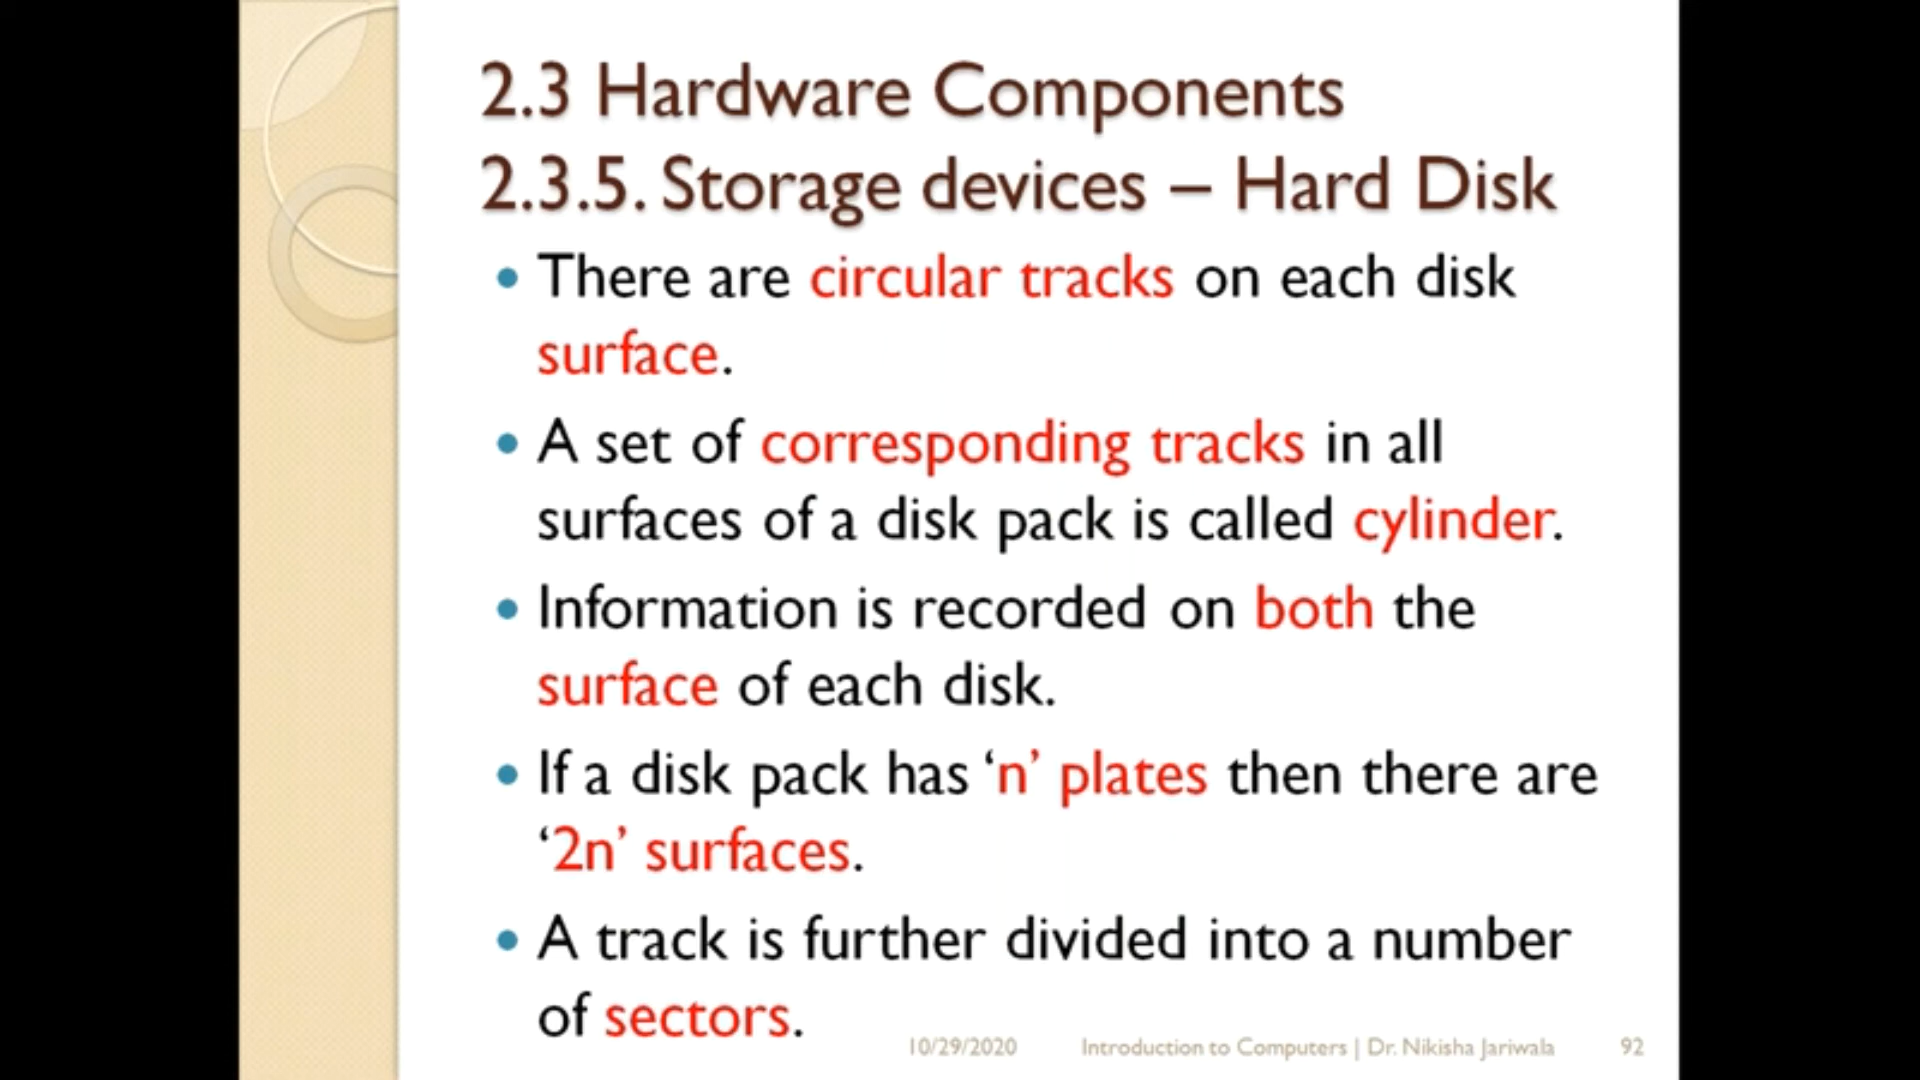 2.3 Hardware Components
2.3.5. Storage devices – Hard Disk
• There are circular tracks on each disk
surface.
• A set of corresponding tracks in all
surfaces of a disk pack is called cylinder.
• Information is recorded on both the
surface of each disk.
• If a disk pack has ‘n’ plates then there are
‘2n’ surfaces.
• A track is further divided into a number
of sectors.
10/29/2020 Introduction to Computers | Dr. Nikisha Jariwala 92